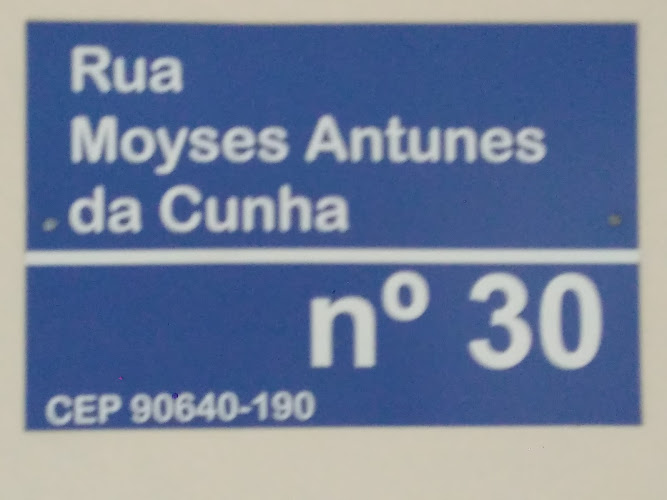 Rua
Moyses Antunes
da Cunha
nº 30
CEP 90640-190